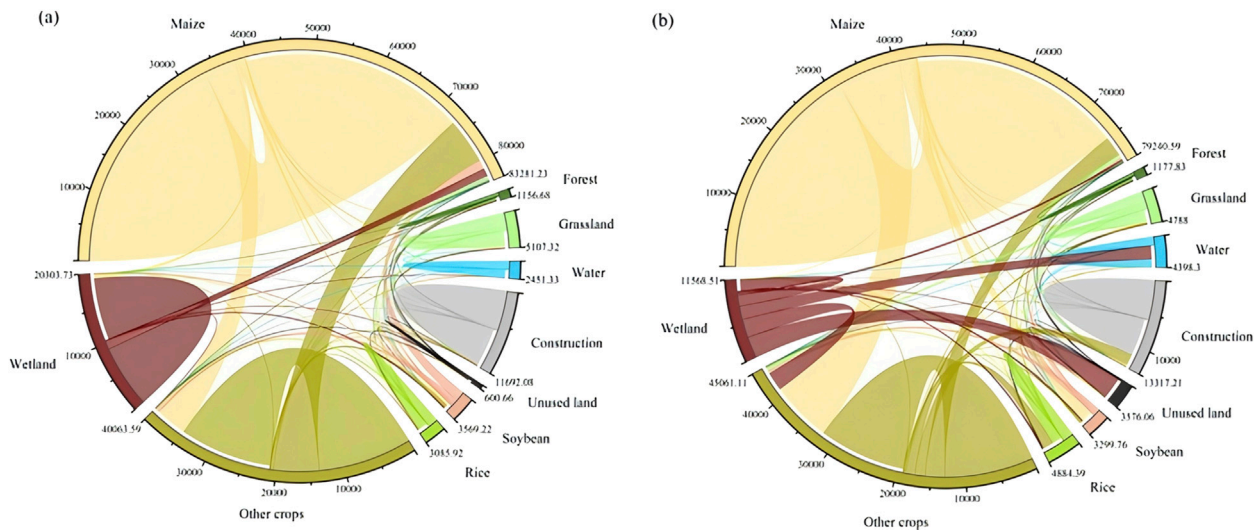 (a)
Maize
10000
20000
30000
40000
50000
60000
70000
80000
83281.23
Forest
1156.68
Grassland
5107.32
Water
2451.33
Construction
11692.08
600.66
Unused land
3569.22
Soybean
3085.92
Rice
10000
20000
30000
Other crops
40063.59
Wetland
10000
20303.73
(b)
Maize
10000
20000
30000
40000
50000
60000
70000
79240.59
Forest
1177.83
Grassland
4788
Water
4398.3
Construction
10000
13317.21
Unused land
3376.06
3299.76
Soybean
4884.39
Rice
10000
20000
30000
40000
Other crops
45061.11
Wetland
11568.51